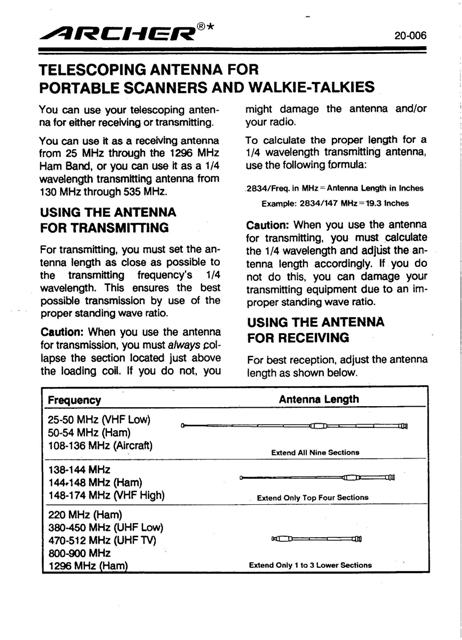 ARCHER®*
20-006
TELESCOPING ANTENNA FOR
PORTABLE SCANNERS AND WALKIE-TALKIES
You can use your telescoping anten-
na for either receiving or transmitting.
You can use it as a receiving antenna
from 25 MHz through the 1296 MHz
Ham Band, or you can use it as a 1/4
wavelength transmitting antenna from
130 MHz through 535 MHz.
USING THE ANTENNA
FOR TRANSMITTING
For transmitting, you must set the an-
tenna length as close as possible to
the transmitting frequency's 1/4
wavelength. This ensures the best
possible transmission by use of the
proper standing wave ratio.
Caution: When you use the antenna
for transmission, you must always col-
lapse the section located just above
the loading coil. If you do not, you
might damage the antenna and/or
your radio.
To calculate the proper length for a
1/4 wavelength transmitting antenna,
use the following formula:
2834/Freq. in MHz = Antenna Length in Inches
Example: 2834/147 MHz = 19.3 Inches
Caution: When you use the antenna
for transmitting, you must calculate
the 1/4 wavelength and adjust the an-
tenna length accordingly. If you do
not do this, you can damage your
transmitting equipment due to an im-
proper standing wave ratio.
USING THE ANTENNA
FOR RECEIVING
For best reception, adjust the antenna
length as shown below.
Frequency
Antenna Length
25-50 MHz (VHF Low)
50-54 MHz (Ham)
108-136 MHz (Aircraft)
Extend All Nine Sections
138-144 MHz
144-148 MHz (Ham)
148-174 MHz (VHF High)
Extend Only Top Four Sections
220 MHz (Ham)
380-450 MHz (UHF Low)
470-512 MHz (UHF TV)
800-900 MHz
1296 MHz (Ham)
Extend Only 1 to 3 Lower Sections